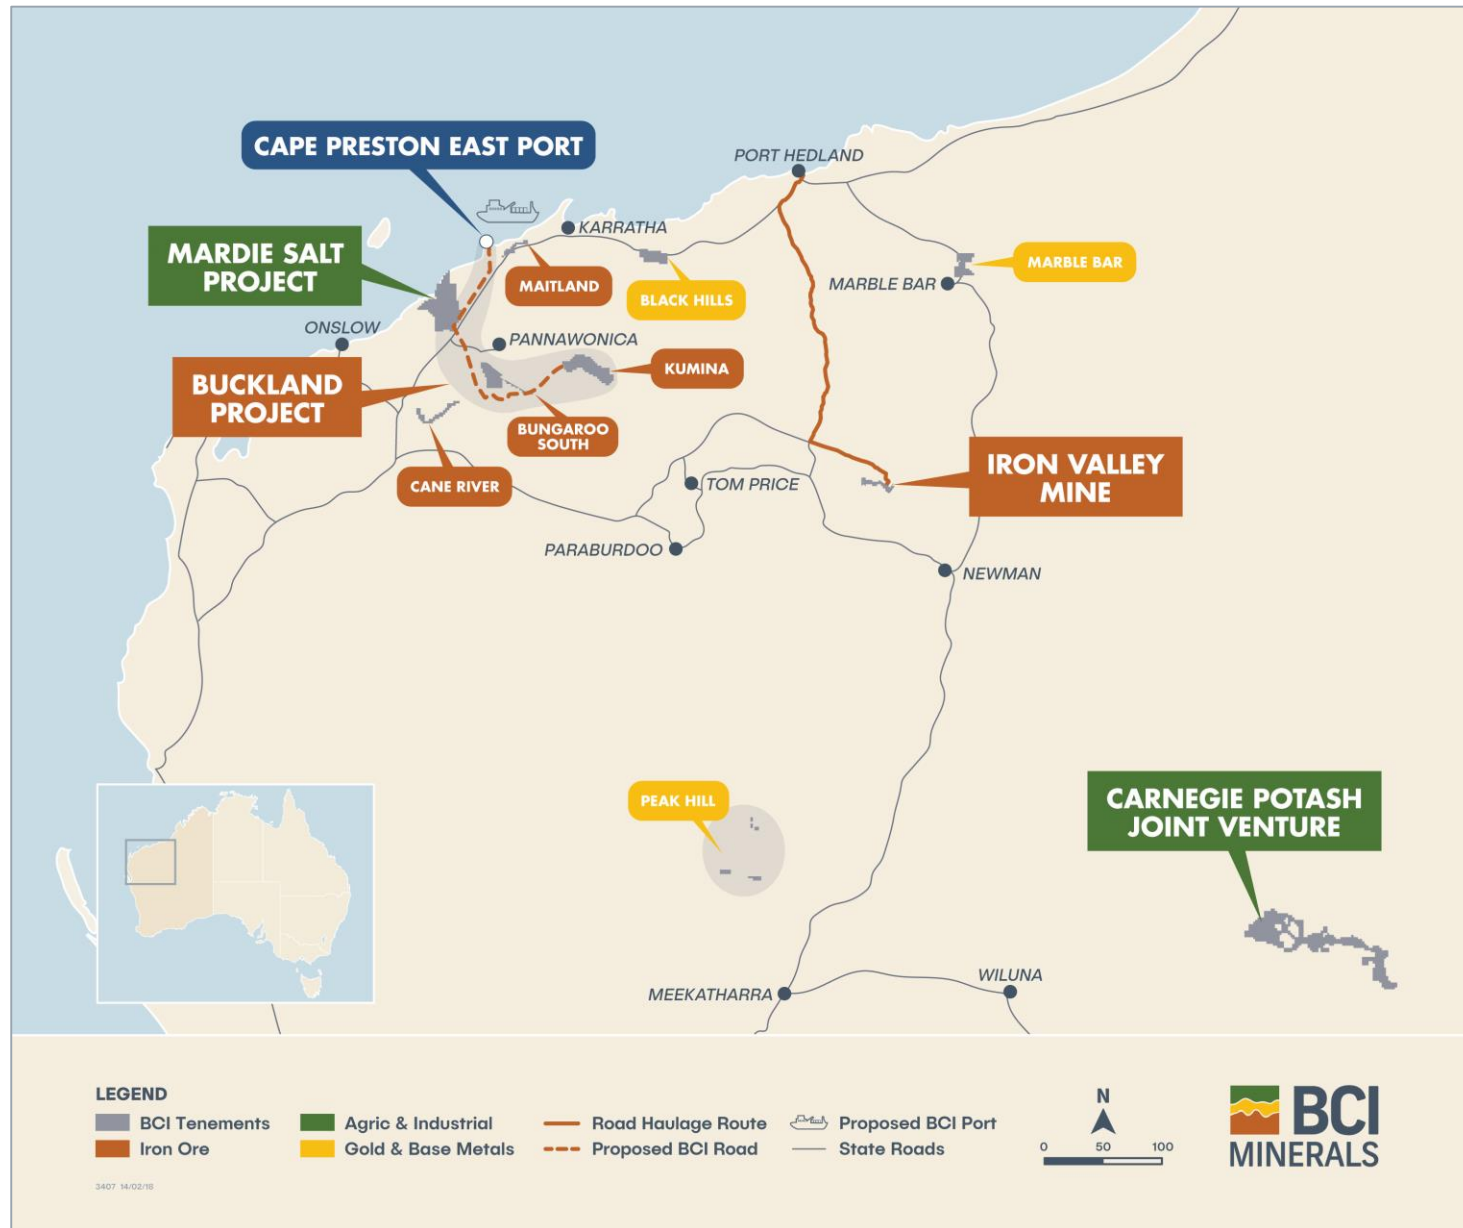 CAPE PRESTON EAST PORT
PORT HEDLAND
KARRATHA
MARDIE SALT
PROJECT
MAITLAND
BLACK HILLS
MARBLE BAR
MARBLE BAR
ONSLOW
PANNAWONICA
KUMINA
BUCKLAND
PROJECT
BUNGAROO
SOUTH
CANE RIVER
IRON VALLEY
MINE
TOM PRICE
PARABURDOO
NEWMAN
PEAK HILL
CARNEGIE POTASH
JOINT VENTURE
MEEKATHARRA
WILUNA
LEGEND
BCI Tenements
Agric & Industrial
Road Haulage Route
Proposed BCI Port
Iron Ore
Gold & Base Metals
Proposed BCI Road
State Roads
N
0 50 100
BCI
MINERALS
3407 14/02/18